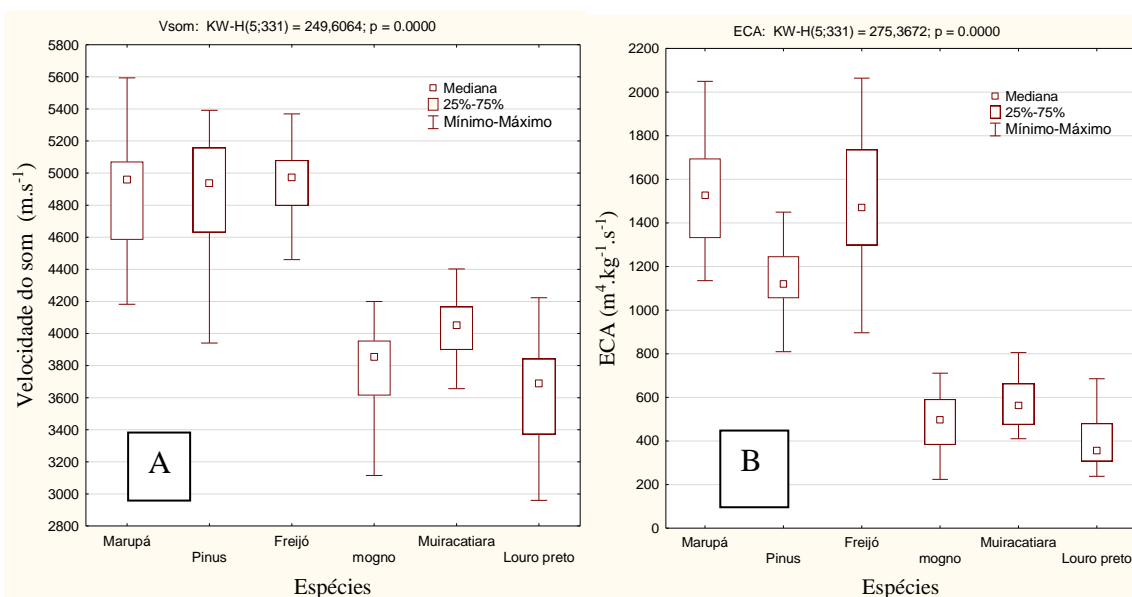 Vsom: KW-H(5;331) = 249,6064; p = 0.0000
Velocidade do som (m.s⁻¹)
5800
5600
5400
5200
5000
4800
4600
4400
4200
4000
3800
3600
3400
3200
3000
2800
Mediana
25%-75%
Mínimo-Máximo
A
Marupá
Pinus
Freijó
mogno
Muiracatiara
Louro preto
Espécies
ECA: KW-H(5;331) = 275,3672; p = 0.0000
ECA (m⁴.kg⁻¹.s⁻¹)
2200
2000
1800
1600
1400
1200
1000
800
600
400
200
0
Mediana
25%-75%
Mínimo-Máximo
B
Marupá
Pinus
Freijó
mogno
Muiracatiara
Louro preto
Espécies